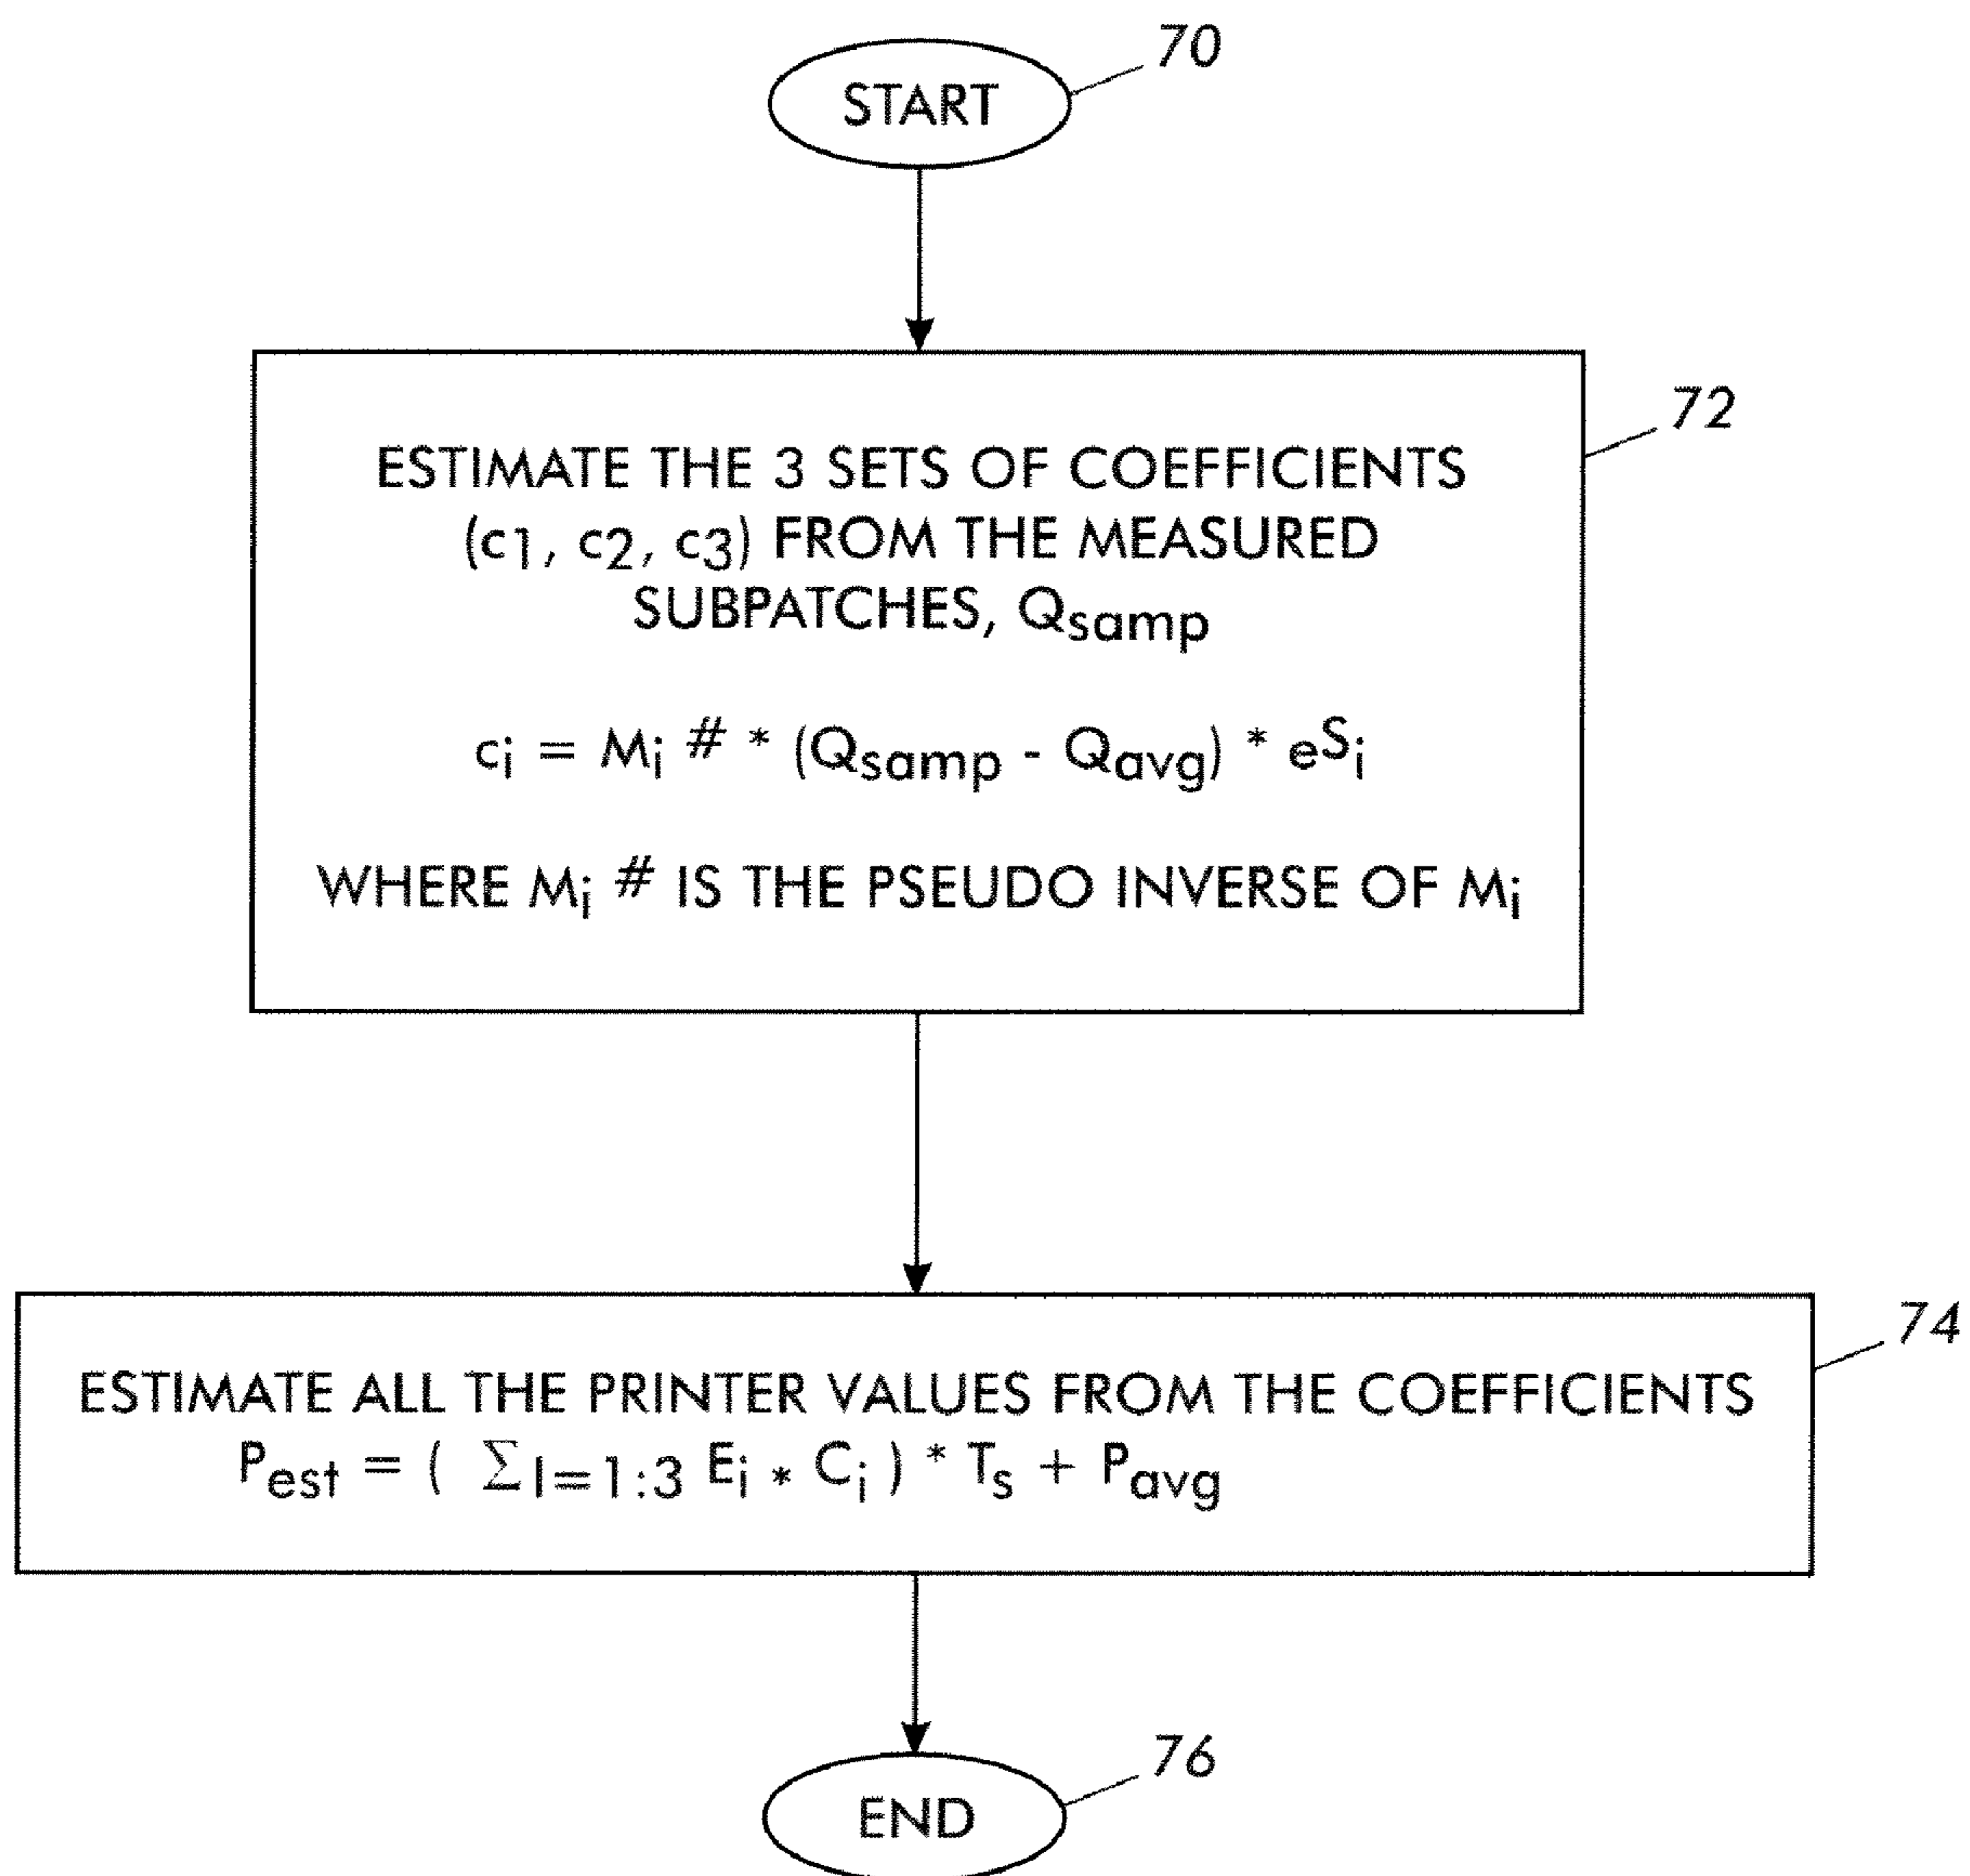 70
START
72
ESTIMATE THE 3 SETS OF COEFFICIENTS
(c1, c2, c3) FROM THE MEASURED
SUBPATCHES, Qsamp
ci = Mi # * (Qsamp - Qavg) * eSi
WHERE Mi # IS THE PSEUDO INVERSE OF Mi
74
ESTIMATE ALL THE PRINTER VALUES FROM THE COEFFICIENTS
Pest = ( ΣI=1:3 Ei * Ci ) * Ts + Pavg
76
END